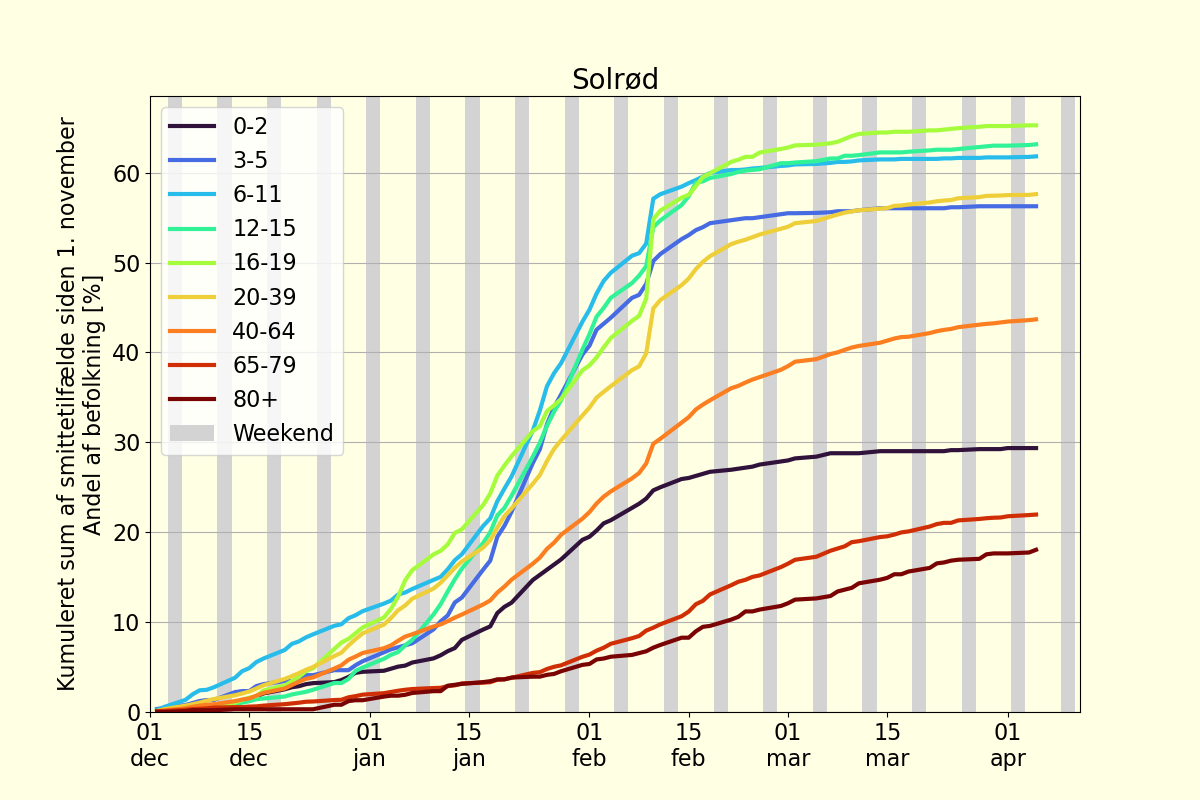 Solrød
Kumuleret sum af smittetilfælde siden 1. november
Andel af befolkning [%]
60
50
40
30
20
10
0
0-2
3-5
6-11
12-15
16-19
20-39
40-64
65-79
80+
Weekend
01 15 01 15 01 15 01 15 01
dec dec jan jan feb feb mar mar apr